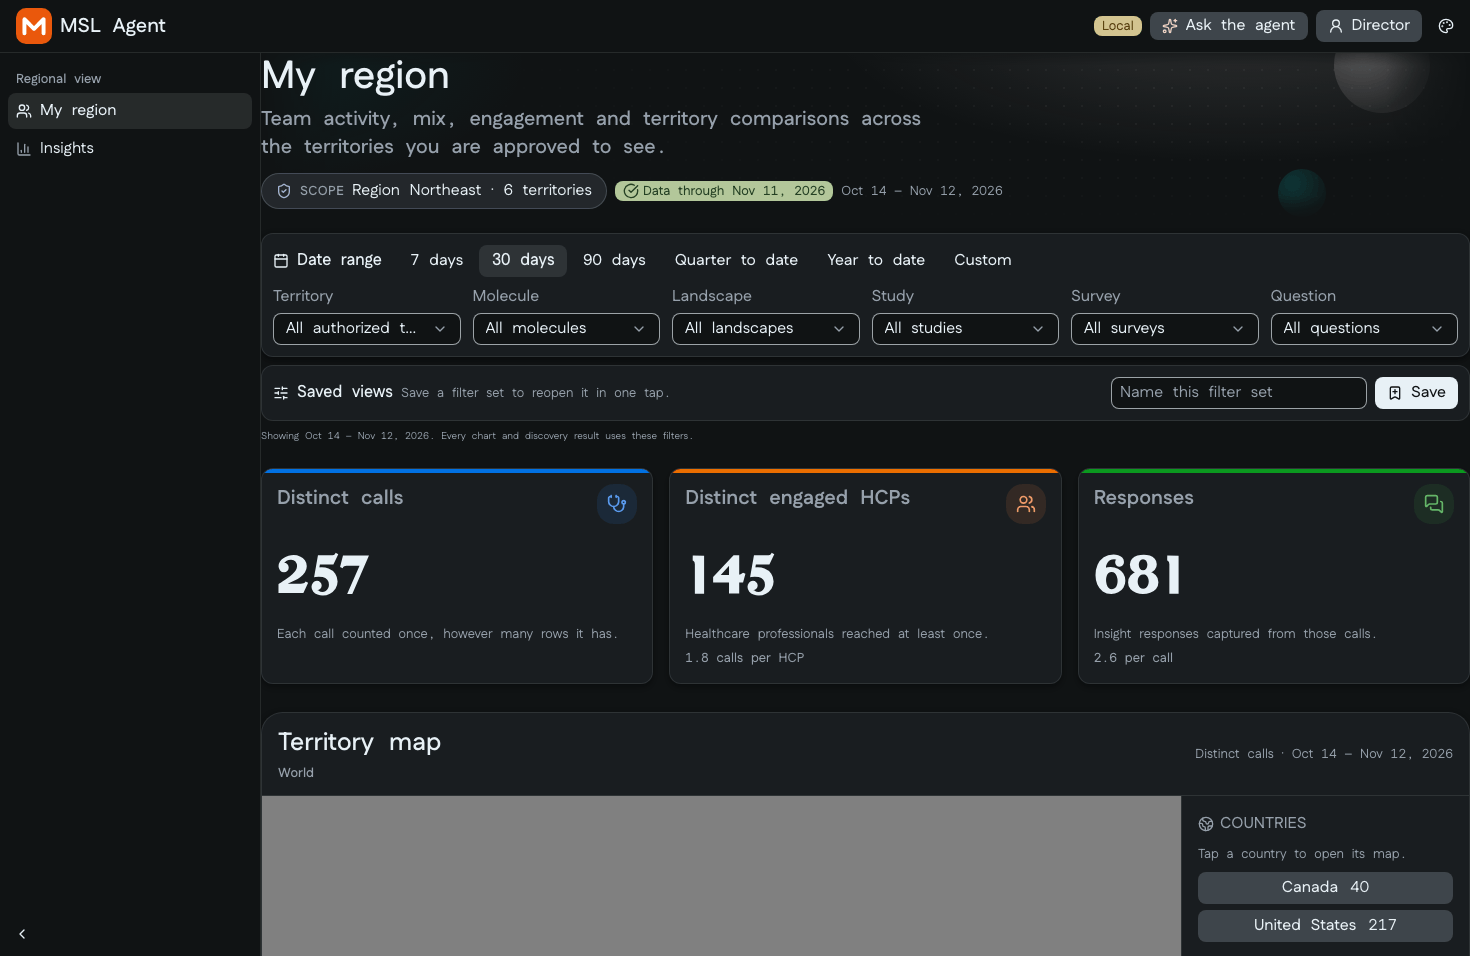 MSL Agent
Local
Ask the agent
Director
Regional view
My region
Insights
My region
Team activity, mix, engagement and territory comparisons across
the territories you are approved to see.
SCOPE Region Northeast · 6 territories
Data through Nov 11, 2026
Oct 14 – Nov 12, 2026
Date range
7 days
30 days
90 days
Quarter to date
Year to date
Custom
Territory
Molecule
Landscape
Study
Survey
Question
All authorized t…
All molecules
All landscapes
All studies
All surveys
All questions
Saved views Save a filter set to reopen it in one tap.
Name this filter set
Save
Showing Oct 14 – Nov 12, 2026. Every chart and discovery result uses these filters.
Distinct calls
257
Each call counted once, however many rows it has.
Distinct engaged HCPs
145
Healthcare professionals reached at least once.
1.8 calls per HCP
Responses
681
Insight responses captured from those calls.
2.6 per call
Territory map
World
Distinct calls · Oct 14 – Nov 12, 2026
COUNTRIES
Tap a country to open its map.
Canada 40
United States 217